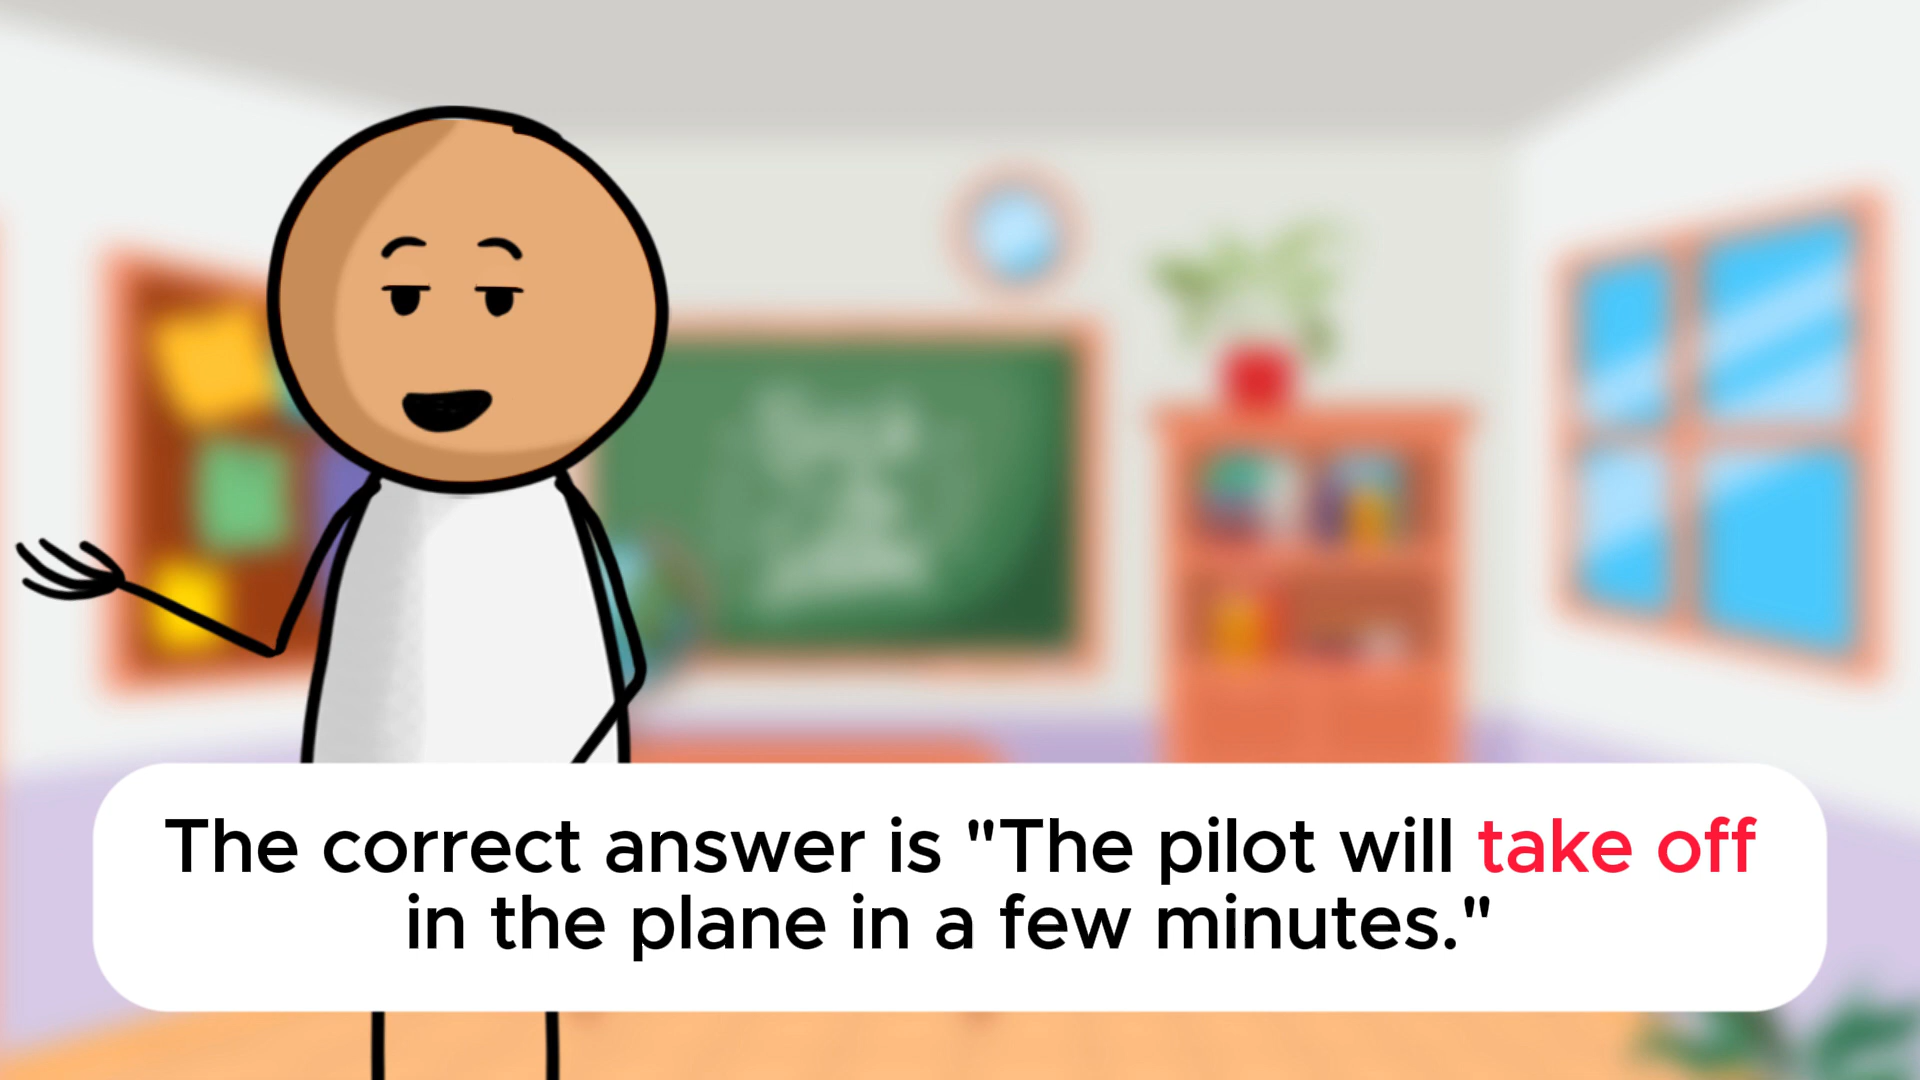 The correct answer is "The pilot will take off
in the plane in a few minutes."